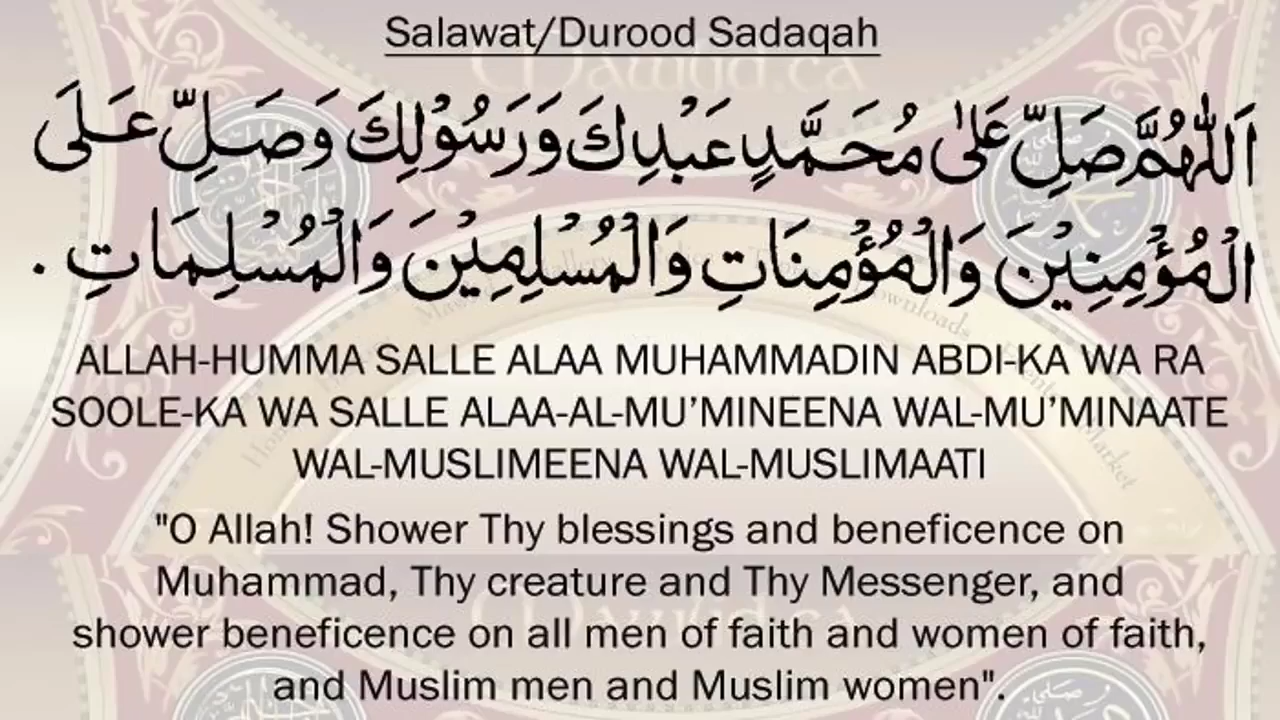 Salawat/Durood Sadaqah
اَللّٰهُمَّ صَلِّ عَلٰى مُحَمَّدٍ عَبْدِكَ وَرَسُوْلِكَ وَصَلِّ عَلَى
الْمُؤْمِنِيْنَ وَالْمُؤْمِنَاتِ وَالْمُسْلِمِيْنَ وَالْمُسْلِمَاتِ .
ALLAH-HUMMA SALLE ALAA MUHAMMADIN ABDI-KA WA RA
SOOLE-KA WA SALLE ALAA-AL-MU’MINEENA WAL-MU’MINAATE
WAL-MUSLIMEENA WAL-MUSLIMAATI
"O Allah! Shower Thy blessings and beneficence on
Muhammad, Thy creature and Thy Messenger, and
shower beneficence on all men of faith and women of faith,
and Muslim men and Muslim women".